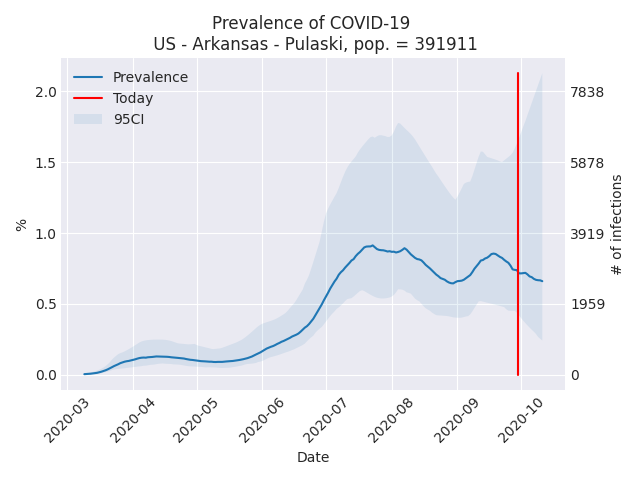 Prevalence of COVID-19
US - Arkansas - Pulaski, pop. = 391911
Prevalence
Today
95CI
2.0
1.5
1.0
0.5
0.0
%
7838
5878
3919
1959
0
# of infections
2020-03
2020-04
2020-05
2020-06
2020-07
2020-08
2020-09
2020-10
Date